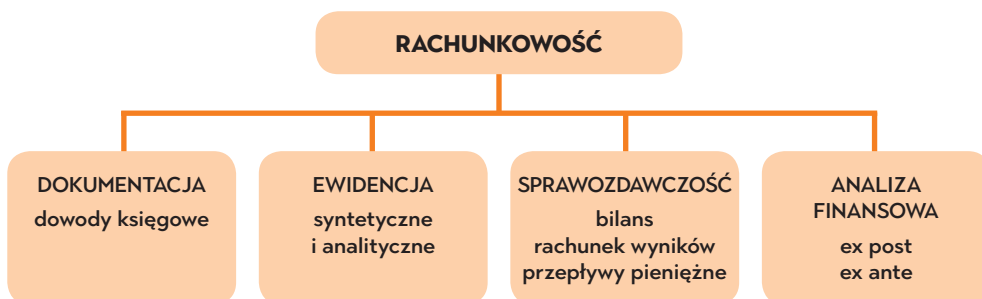 RACHUNKOWOŚĆ
DOKUMENTACJA
dowody księgowe
EWIDENCJA
syntetyczne
i analityczne
SPRAWOZDAWCZOŚĆ
bilans
rachunek wyników
przepływy pieniężne
ANALIZA
FINANSOWA
ex post
ex ante